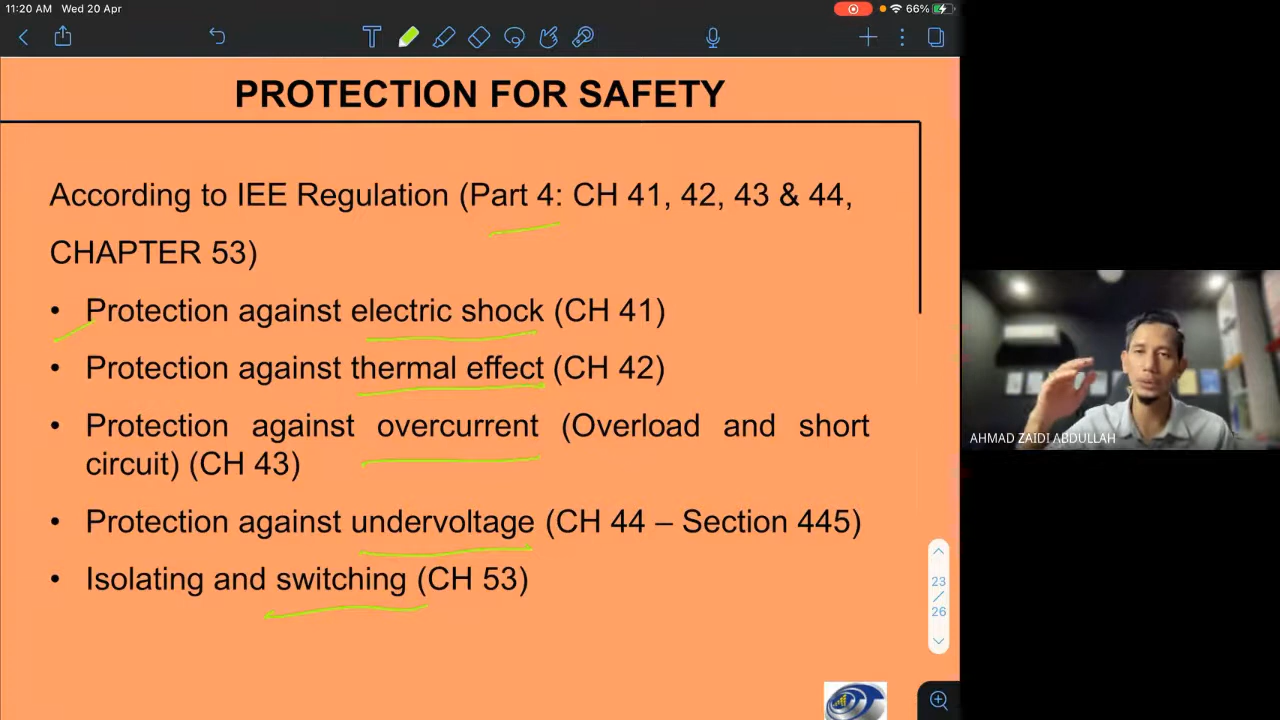 11:20 AM Wed 20 Apr
66%
PROTECTION FOR SAFETY
According to IEE Regulation (Part 4: CH 41, 42, 43 & 44,
CHAPTER 53)
• Protection against electric shock (CH 41)
• Protection against thermal effect (CH 42)
• Protection against overcurrent (Overload and short
circuit) (CH 43)
• Protection against undervoltage (CH 44 – Section 445)
• Isolating and switching (CH 53)
23
/
26
AHMAD ZAIDI ABDULLAH